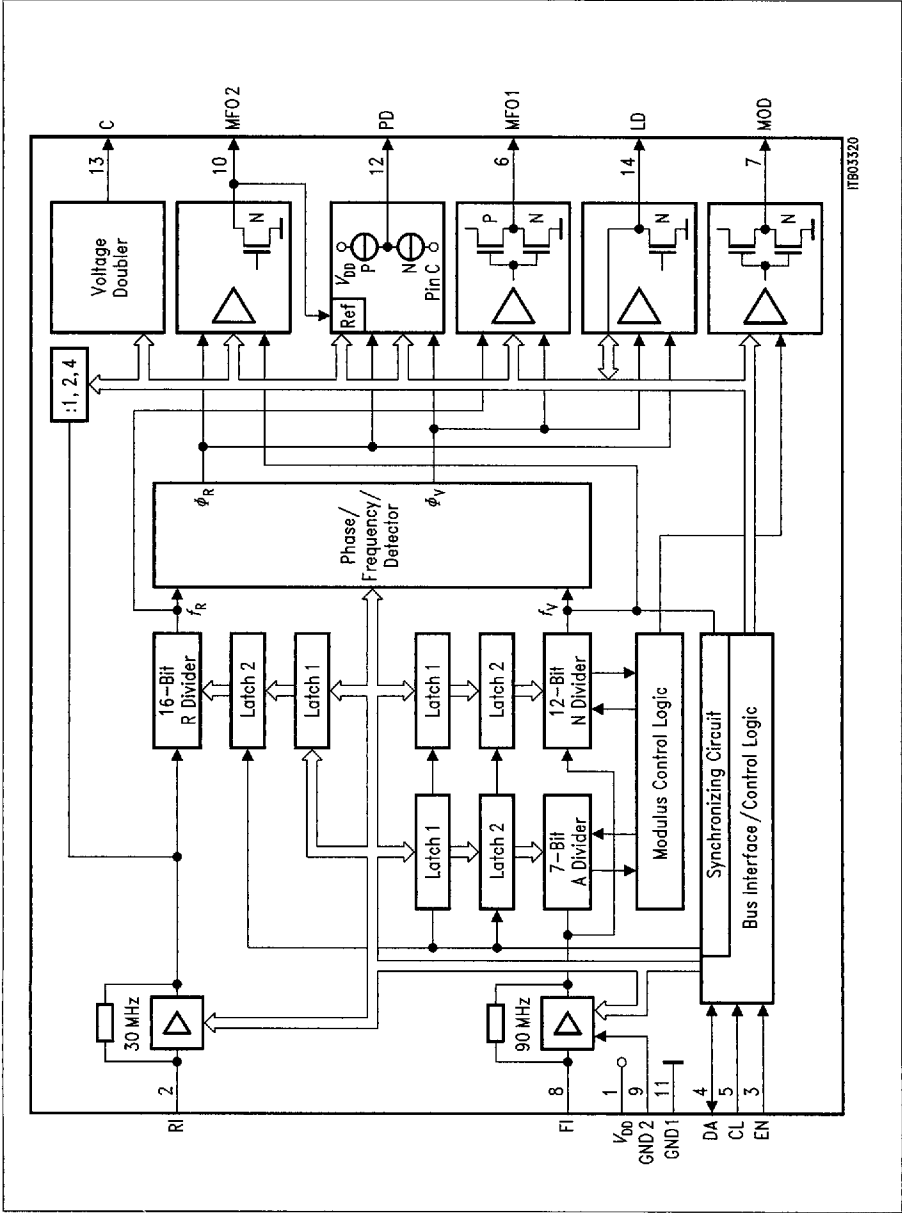 RI
2
30 MHz
16-Bit
R Divider
Latch 2
Latch 1
Latch 1
Latch 2
12-Bit
N Divider
Latch 1
Latch 2
7-Bit
A Divider
FI
8
90 MHz
V_DD
1
GND 2
9
GND1
11
DA
4
CL
5
EN
3
Modulus Control Logic
Synchronizing Circuit
Bus interface/Control Logic
f_R
f_V
Phase/
Frequency/
Detector
ϕ_R
ϕ_V
:1, 2, 4
Voltage
Doubler
13
C
N
10
MFO2
Ref
V_DD
P
N
Pin C
12
PD
P
N
6
MFO1
N
14
LD
N
7
MOD
ITB03320